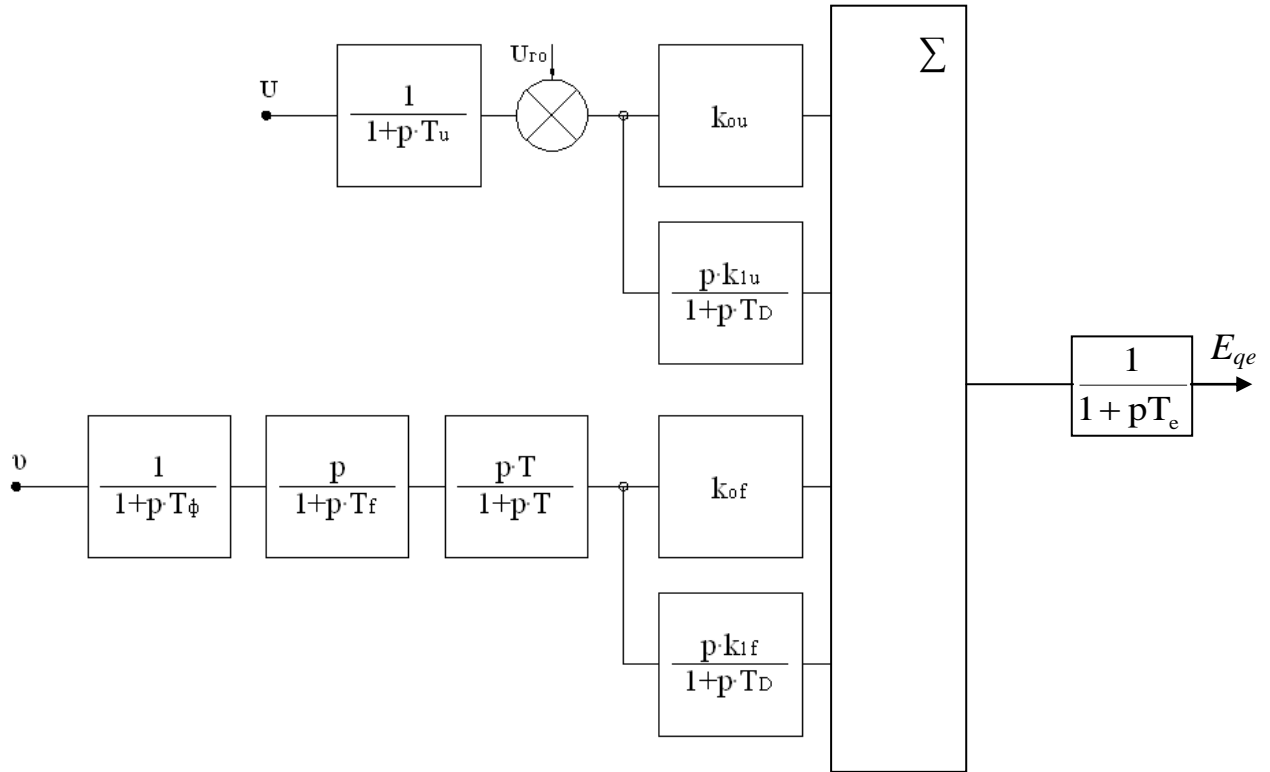 U
1
1+p·Tu
Uro
kou
Σ
p·k1u
1+p·TD
1
1+pTe
Eqe
υ
1
1+p·Tф
p
1+p·Tf
p·T
1+p·T
kof
p·k1f
1+p·TD